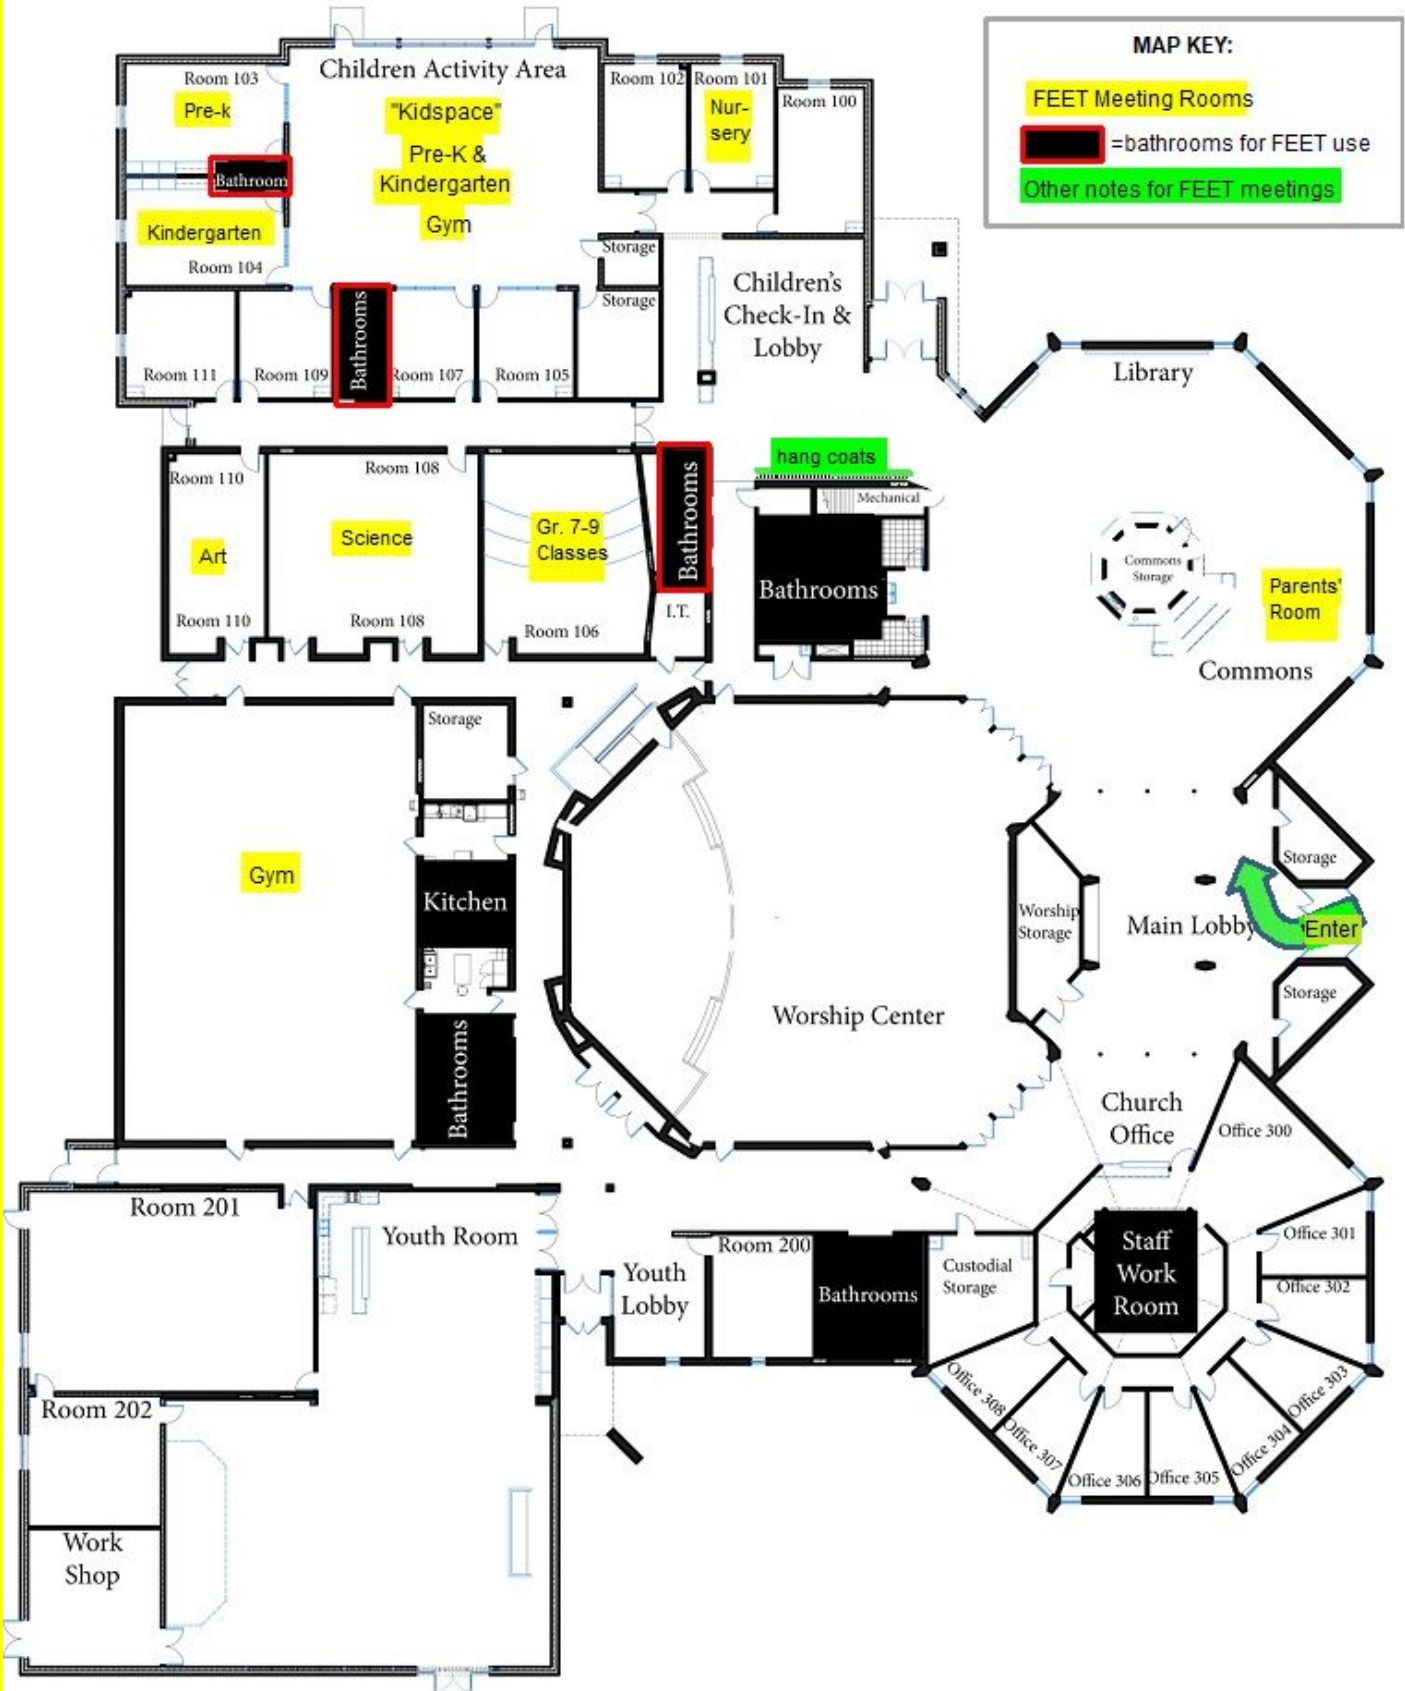 MAP KEY:
FEET Meeting Rooms
=bathrooms for FEET use
Other notes for FEET meetings
Children Activity Area
"Kidspace"
Pre-K &
Kindergarten
Gym
Room 103
Pre-k
Bathroom
Kindergarten
Room 104
Room 102
Room 101
Nur-
sery
Room 100
Storage
Storage
Children's
Check-In &
Lobby
Room 111
Room 109
Bathrooms
Room 107
Room 105
Library
Room 110
Art
Room 110
Room 108
Science
Room 108
Gr. 7-9
Classes
Room 106
Bathrooms
I.T.
hang coats
Mechanical
Bathrooms
Commons
Storage
Parents'
Room
Commons
Storage
Gym
Kitchen
Bathrooms
Worship Center
Worship
Storage
Main Lobby
Storage
Enter
Storage
Church
Office
Office 300
Office 301
Office 302
Office 303
Office 304
Office 305
Office 306
Office 307
Office 308
Staff
Work
Room
Custodial
Storage
Bathrooms
Room 200
Youth
Lobby
Youth Room
Room 201
Room 202
Work
Shop